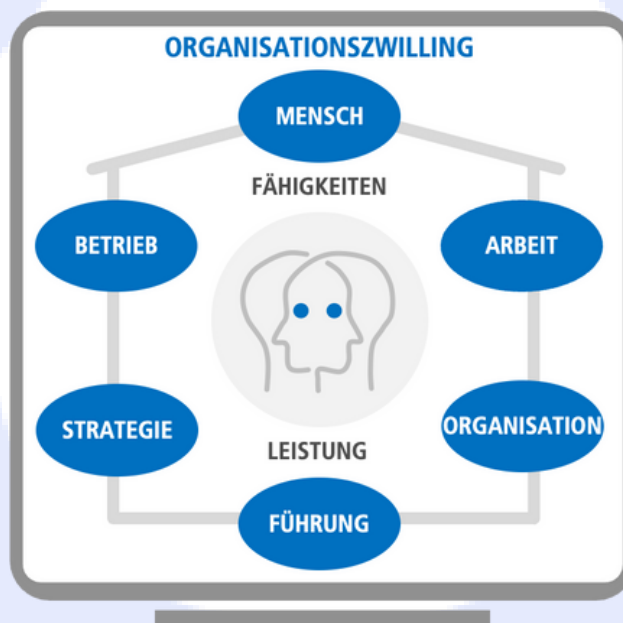 ORGANISATIONSZWILLING
MENSCH
FÄHIGKEITEN
BETRIEB
ARBEIT
STRATEGIE
ORGANISATION
LEISTUNG
FÜHRUNG